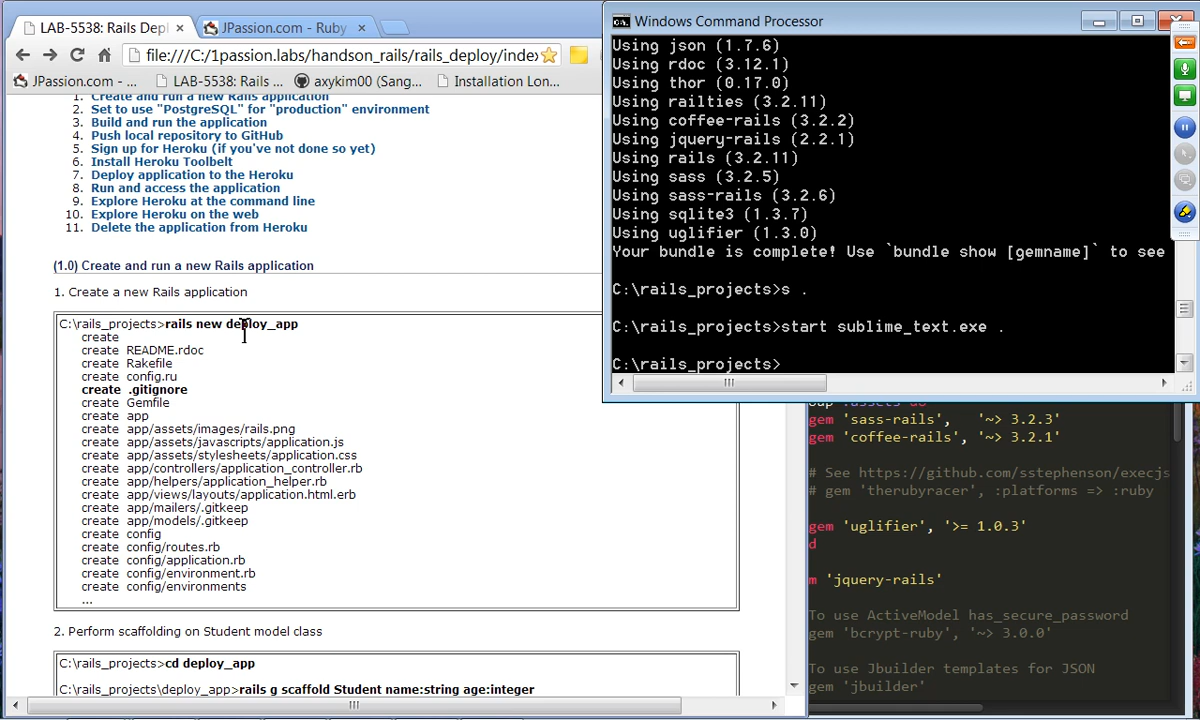 LAB-5538: Rails Depl
JPassion.com - Ruby
file:///C:/1passion.labs/handson_rails/rails_deploy/index
JPassion.com - ...
LAB-5538: Rails ...
axykim00 (Sang...
Installation Lon...
1. Create and run a new Rails application
2. Set to use "PostgreSQL" for "production" environment
3. Build and run the application
4. Push local repository to GitHub
5. Sign up for Heroku (if you've not done so yet)
6. Install Heroku Toolbelt
7. Deploy application to the Heroku
8. Run and access the application
9. Explore Heroku at the command line
10. Explore Heroku on the web
11. Delete the application from Heroku
(1.0) Create and run a new Rails application
1. Create a new Rails application
C:\rails_projects>rails new deploy_app
create
create README.rdoc
create Rakefile
create config.ru
create .gitignore
create Gemfile
create app
create app/assets/images/rails.png
create app/assets/javascripts/application.js
create app/assets/stylesheets/application.css
create app/controllers/application_controller.rb
create app/helpers/application_helper.rb
create app/views/layouts/application.html.erb
create app/mailers/.gitkeep
create app/models/.gitkeep
create config
create config/routes.rb
create config/application.rb
create config/environment.rb
create config/environments
...
2. Perform scaffolding on Student model class
C:\rails_projects>cd deploy_app
C:\rails_projects\deploy_app>rails g scaffold Student name:string age:integer
Windows Command Processor
Using json (1.7.6)
Using rdoc (3.12.1)
Using thor (0.17.0)
Using railties (3.2.11)
Using coffee-rails (3.2.2)
Using jquery-rails (2.2.1)
Using rails (3.2.11)
Using sass (3.2.5)
Using sass-rails (3.2.6)
Using sqlite3 (1.3.7)
Using uglifier (1.3.0)
Your bundle is complete! Use `bundle show [gemname]` to see
C:\rails_projects>s .
C:\rails_projects>start sublime_text.exe .
C:\rails_projects>
oup :assets do
gem 'sass-rails', '~> 3.2.3'
gem 'coffee-rails', '~> 3.2.1'
# See https://github.com/sstephenson/execjs
# gem 'therubyracer', :platforms => :ruby
gem 'uglifier', '>= 1.0.3'
d
m 'jquery-rails'
To use ActiveModel has_secure_password
gem 'bcrypt-ruby', '~> 3.0.0'
To use Jbuilder templates for JSON
gem 'jbuilder'